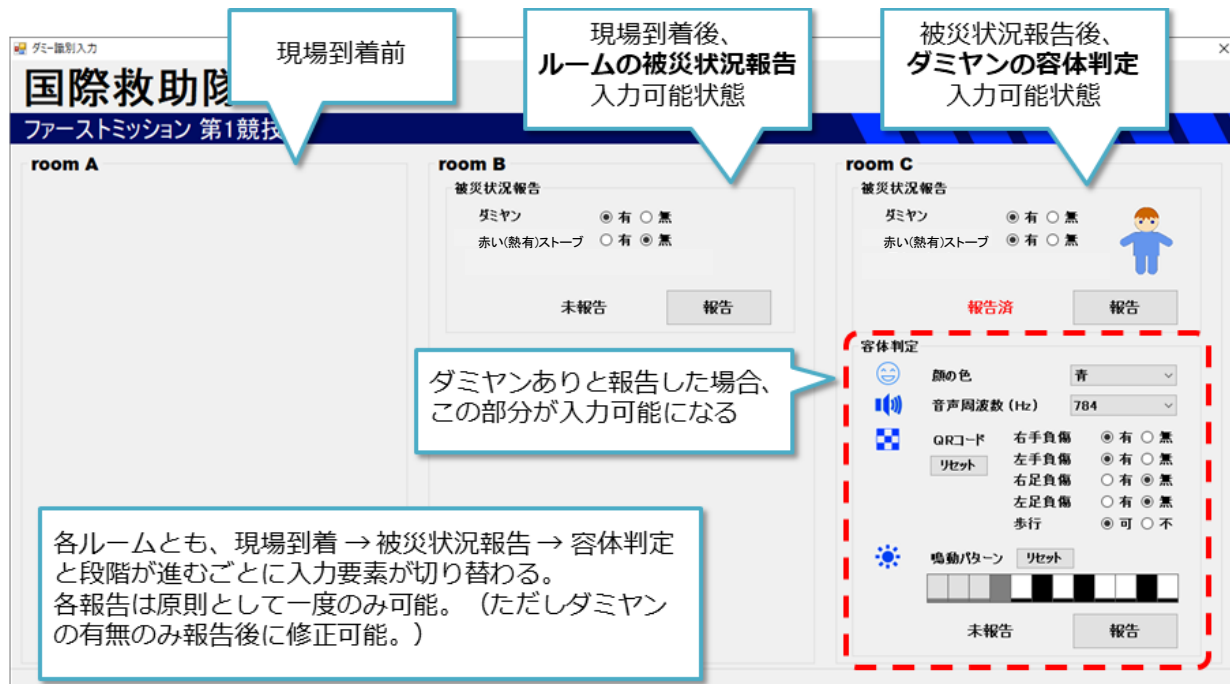 ダミー識別入力
現場到着前
現場到着後、
ルームの被災状況報告
入力可能状態
被災状況報告後、
ダミヤンの容体判定
入力可能状態
国際救助隊
ファーストミッション 第1競技
room A
room B
被災状況報告
ダミヤン 有 無
赤い(熱有)ストーブ 有 無
未報告 報告
room C
被災状況報告
ダミヤン 有 無
赤い(熱有)ストーブ 有 無
報告済 報告
ダミヤンありと報告した場合、
この部分が入力可能になる
容体判定
顔の色 青
音声周波数 (Hz) 784
QRコード 右手負傷 有 無
リセット 左手負傷 有 無
右足負傷 有 無
左足負傷 有 無
歩行 可 不
鳴動パターン リセット
未報告 報告
各ルームとも、現場到着 → 被災状況報告 → 容体判定
と段階が進むごとに入力要素が切り替わる。
各報告は原則として一度のみ可能。（ただしダミヤン
の有無のみ報告後に修正可能。）